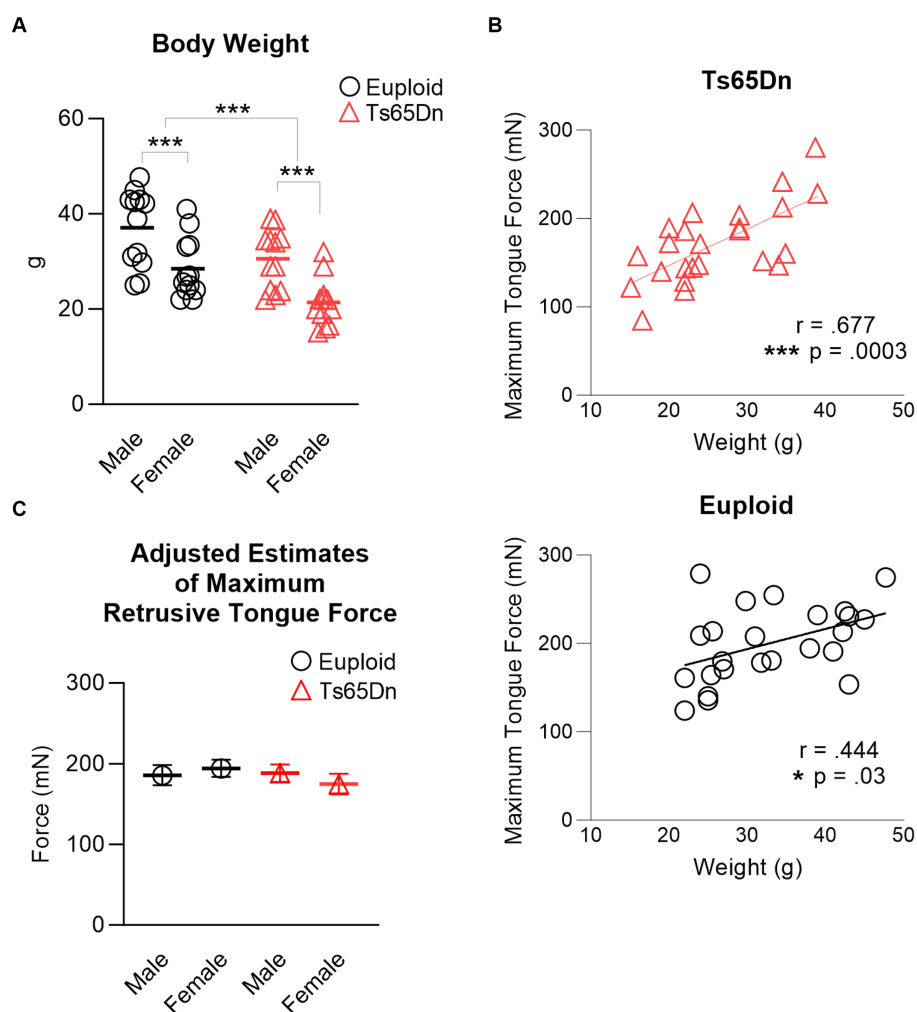 A
Body Weight
Euploid
Ts65Dn
***
***
***
60
40
20
0
g
Male
Female
Male
Female
B
Ts65Dn
Maximum Tongue Force (mN)
300
200
100
0
r = .677
*** p = .0003
10 20 30 40 50
Weight (g)
Euploid
Maximum Tongue Force (mN)
300
200
100
0
r = .444
* p = .03
10 20 30 40 50
Weight (g)
C
Adjusted Estimates
of Maximum
Retrusive Tongue Force
Euploid
Ts65Dn
300
200
100
0
Force (mN)
Male
Female
Male
Female